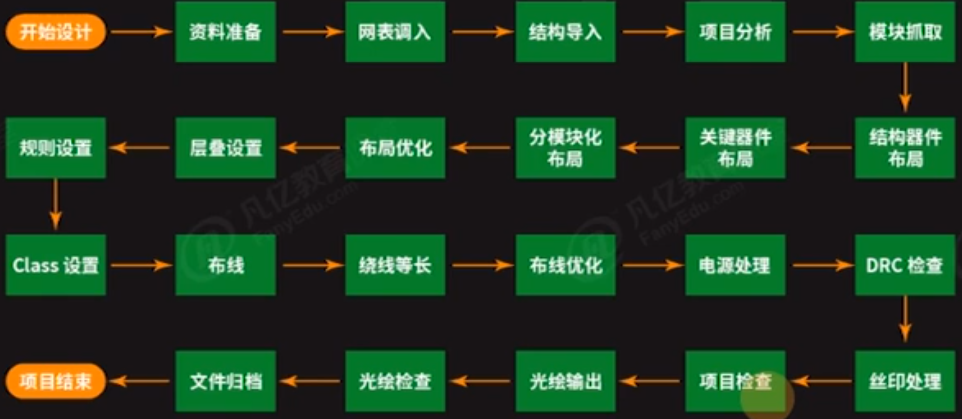 开始设计
资料准备
网表调入
结构导入
项目分析
模块抓取
结构器件
布局
关键器件
布局
分模块化
布局
布局优化
层叠设置
规则设置
Class 设置
布线
绕线等长
布线优化
电源处理
DRC 检查
丝印处理
项目检查
光绘输出
光绘检查
文件归档
项目结束
凡亿教育
FanyEdu.com
凡亿教育
FanyEdu.com